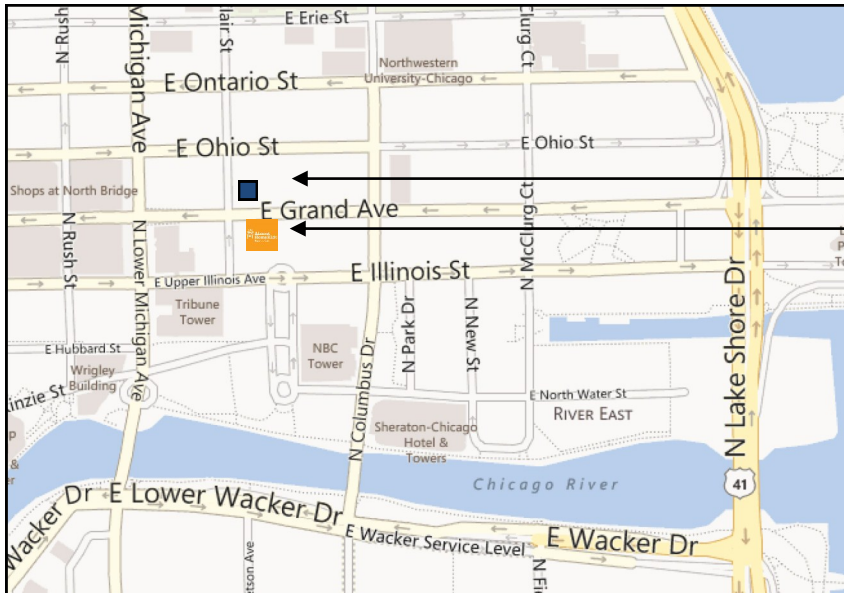 N Rush
Michigan Ave
lair St
E Erie St
Clurg Ct
Northwestern
University-Chicago
E Ontario St
E Ohio St
E Ohio St
Shops at North Bridge
E Grand Ave
N Rush St
N Lower Michigan Ave
N McClurg Ct
E Upper Illinois Ave
E Illinois St
Tribune
Tower
N Columbus Dr
N Park Dr
N New St
N Lake Shore Dr
E Hubbard St
NBC
Tower
Wrigley
Building
inzie St
E North Water St
RIVER EAST
Sheraton-Chicago
Hotel &
Towers
Chicago River
41
Wacker Dr
E Lower Wacker Dr
E Wacker Service Level
E Wacker Dr
tson Ave
N Fie